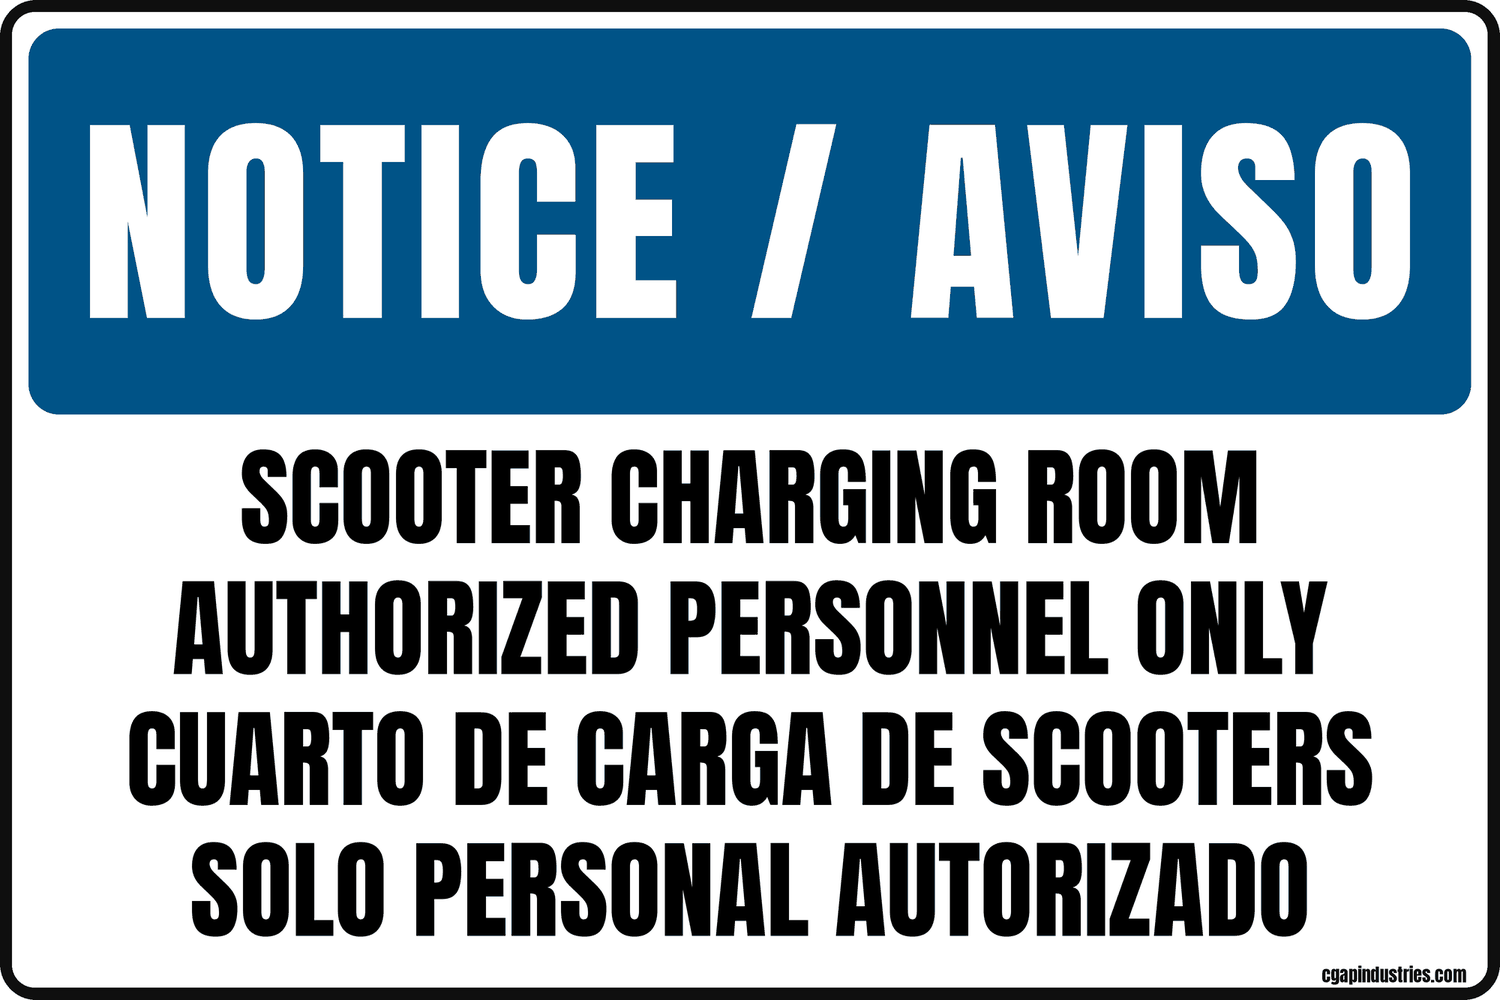 NOTICE / AVISO
SCOOTER CHARGING ROOM
AUTHORIZED PERSONNEL ONLY
CUARTO DE CARGA DE SCOOTERS
SOLO PERSONAL AUTORIZADO
cgapindustries.com